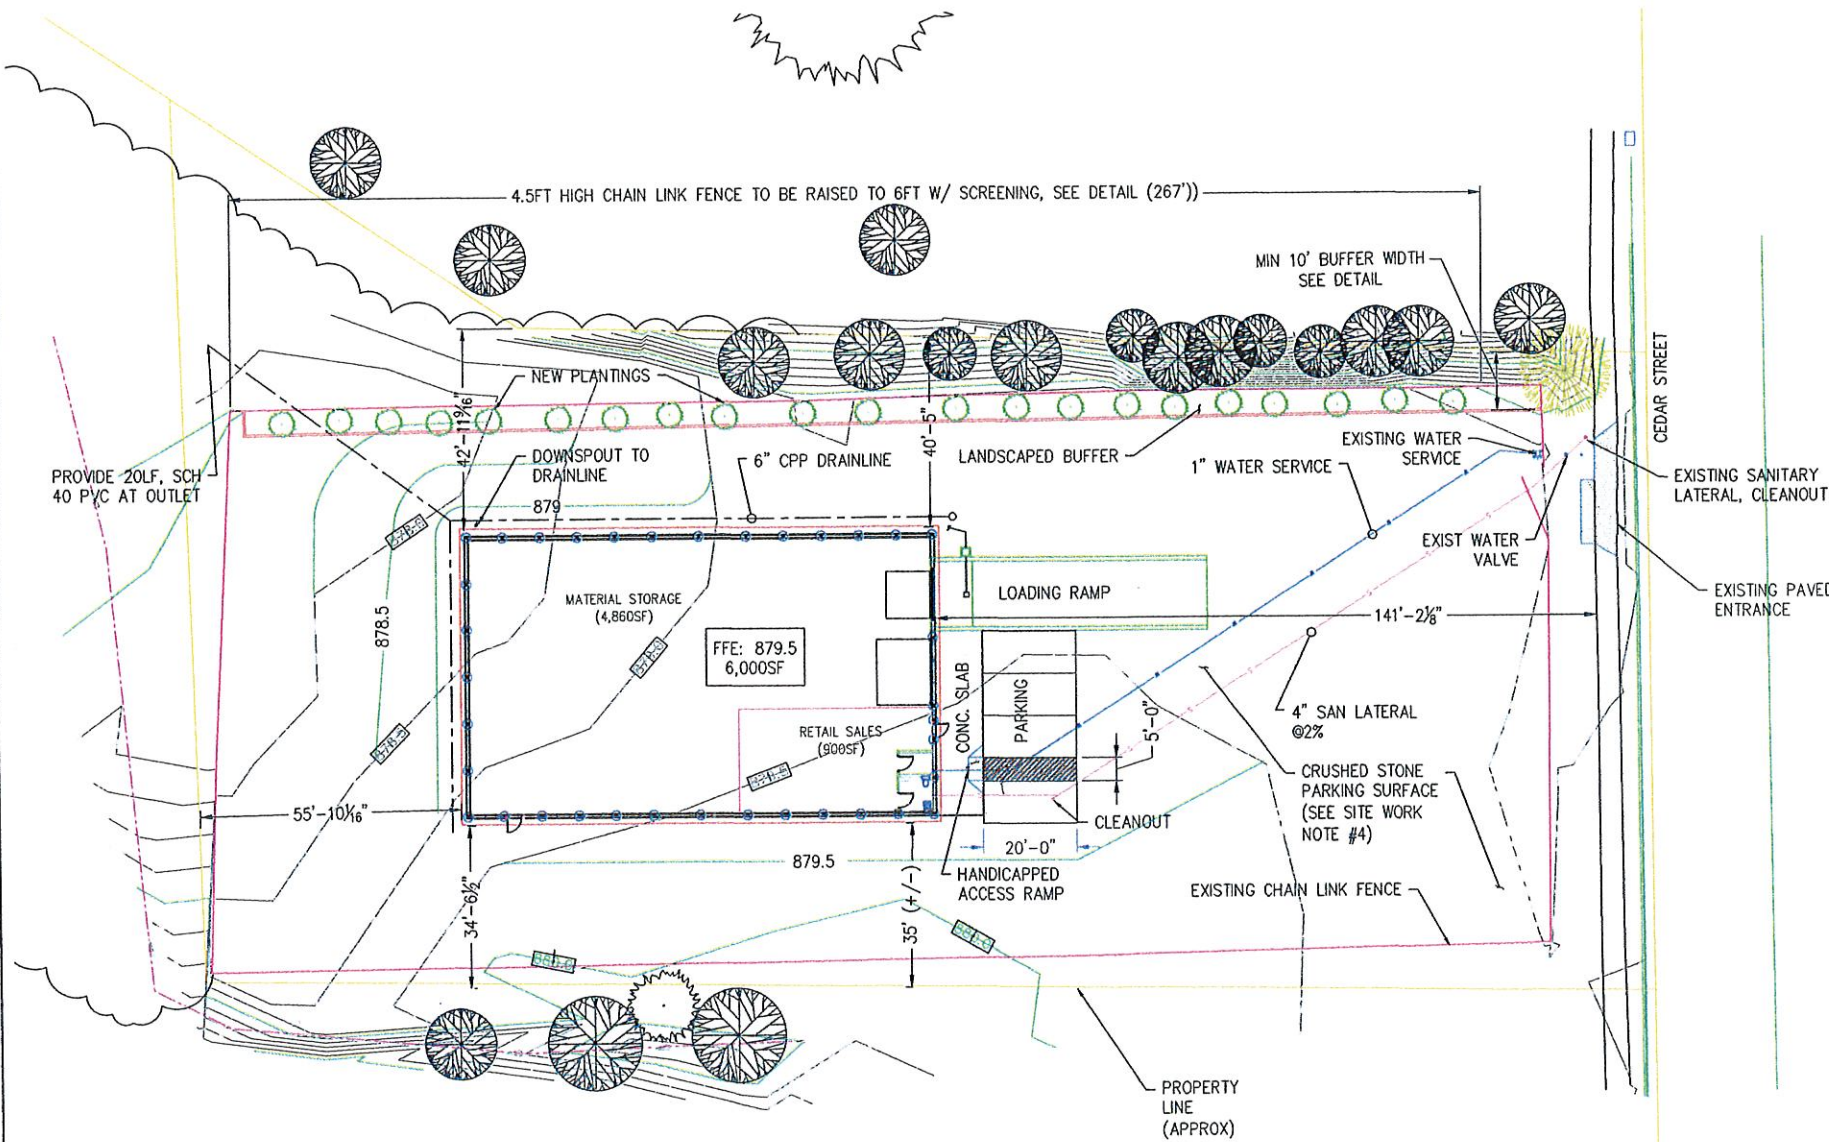 4.5FT HIGH CHAIN LINK FENCE TO BE RAISED TO 6FT W/ SCREENING, SEE DETAIL (267'))
MIN 10' BUFFER WIDTH
SEE DETAIL
CEDAR STREET
NEW PLANTINGS
42'-11 9/16"
40'-5"
DOWNSPOUT TO
DRAINLINE
6" CPP DRAINLINE
LANDSCAPED BUFFER
EXISTING WATER
SERVICE
1" WATER SERVICE
PROVIDE 20LF, SCH
40 PVC AT OUTLET
EXISTING SANITARY
LATERAL, CLEANOUT
879
EXIST WATER
VALVE
EXISTING PAVED
ENTRANCE
878.5
MATERIAL STORAGE
(4,860SF)
LOADING RAMP
141'-2⅛"
FFE: 879.5
6,000SF
CONC. SLAB
PARKING
5'-0"
4" SAN LATERAL
@2%
RETAIL SALES
(900SF)
CRUSHED STONE
PARKING SURFACE
(SEE SITE WORK
NOTE #4)
55'-10 1/16"
CLEANOUT
20'-0"
879.5
HANDICAPPED
ACCESS RAMP
34'-6½"
35' (+/-)
EXISTING CHAIN LINK FENCE
880.0
880.0
PROPERTY
LINE
(APPROX)